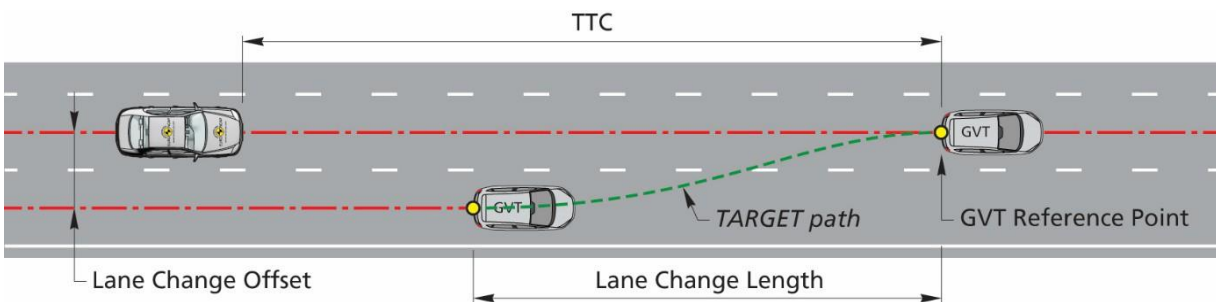 TTC
GVT
GVT
TARGET path
GVT Reference Point
Lane Change Offset
Lane Change Length